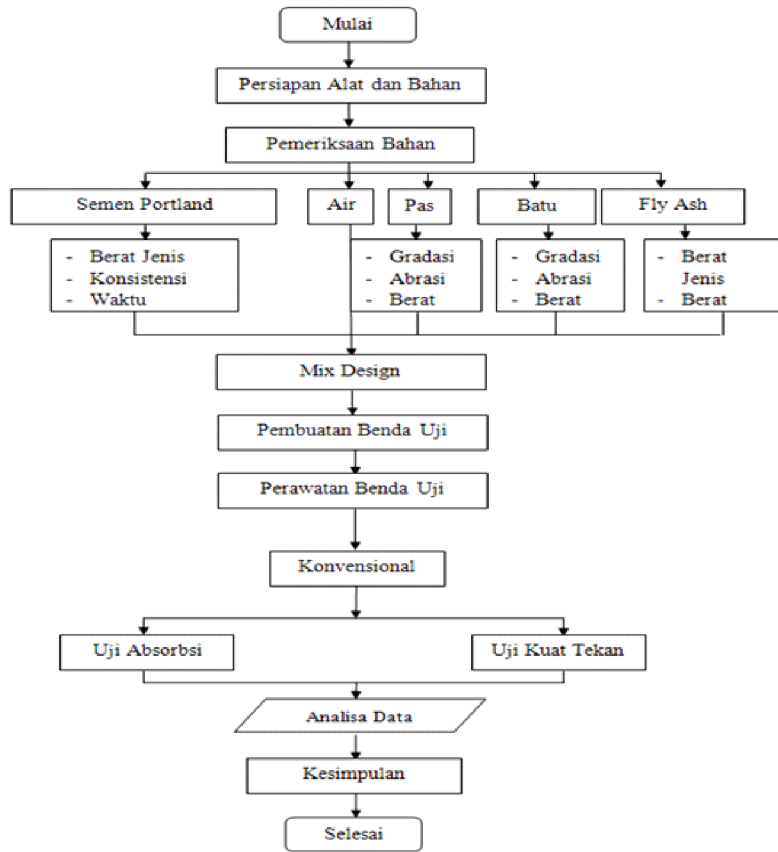 Mulai
Persiapan Alat dan Bahan
Pemeriksaan Bahan
Semen Portland
Air
Pas
Batu
Fly Ash
- Berat Jenis
- Konsistensi
- Waktu
- Gradasi
- Abrasi
- Berat
- Gradasi
- Abrasi
- Berat
- Berat
Jenis
- Berat
Mix Design
Pembuatan Benda Uji
Perawatan Benda Uji
Konvensional
Uji Absorbsi
Uji Kuat Tekan
Analisa Data
Kesimpulan
Selesai